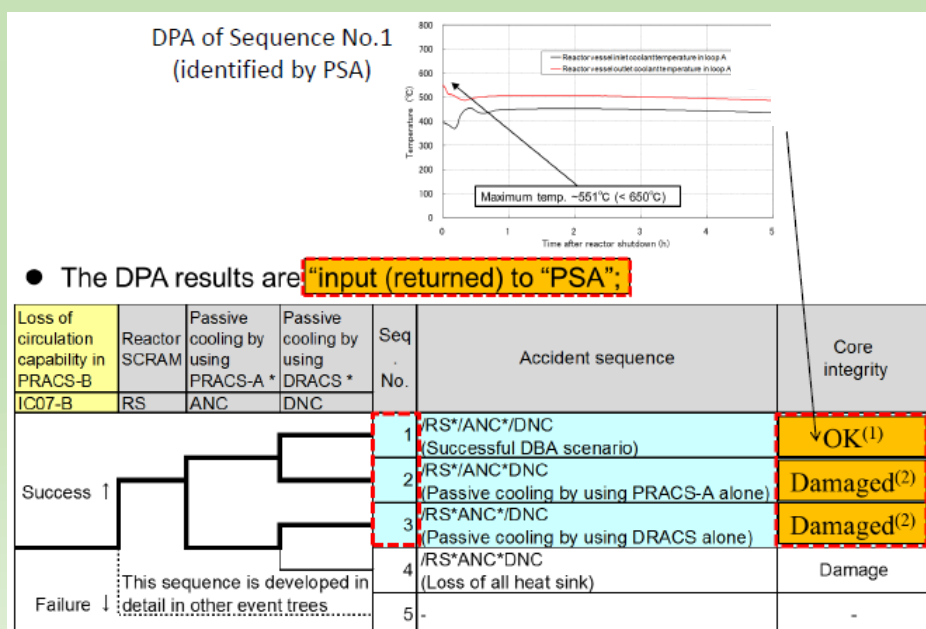 DPA of Sequence No.1
(identified by PSA)
800
700
600
500
400
300
200
100
0
Temperature (°C)
Reactor vessel inlet coolant temperature in loop A
Reactor vessel outlet coolant temperature in loop A
Maximum temp. ~551°C (< 650°C)
0 1 2 3 4 5
Time after reactor shutdown (h)
● The DPA results are "input (returned) to "PSA";
Loss of
circulation
capability in
PRACS-B
Reactor
SCRAM
Passive
cooling by
using
PRACS-A *
Passive
cooling by
using
DRACS *
Seq
.
No.
Accident sequence
Core
integrity
IC07-B RS ANC DNC
Success ↑
Failure ↓
This sequence is developed in
detail in other event trees
1 /RS*/ANC*/DNC
(Successful DBA scenario)
OK(1)
2 /RS*/ANC*DNC
(Passive cooling by using PRACS-A alone)
Damaged(2)
3 /RS*ANC*/DNC
(Passive cooling by using DRACS alone)
Damaged(2)
4 /RS*ANC*DNC
(Loss of all heat sink)
Damage
5 - -